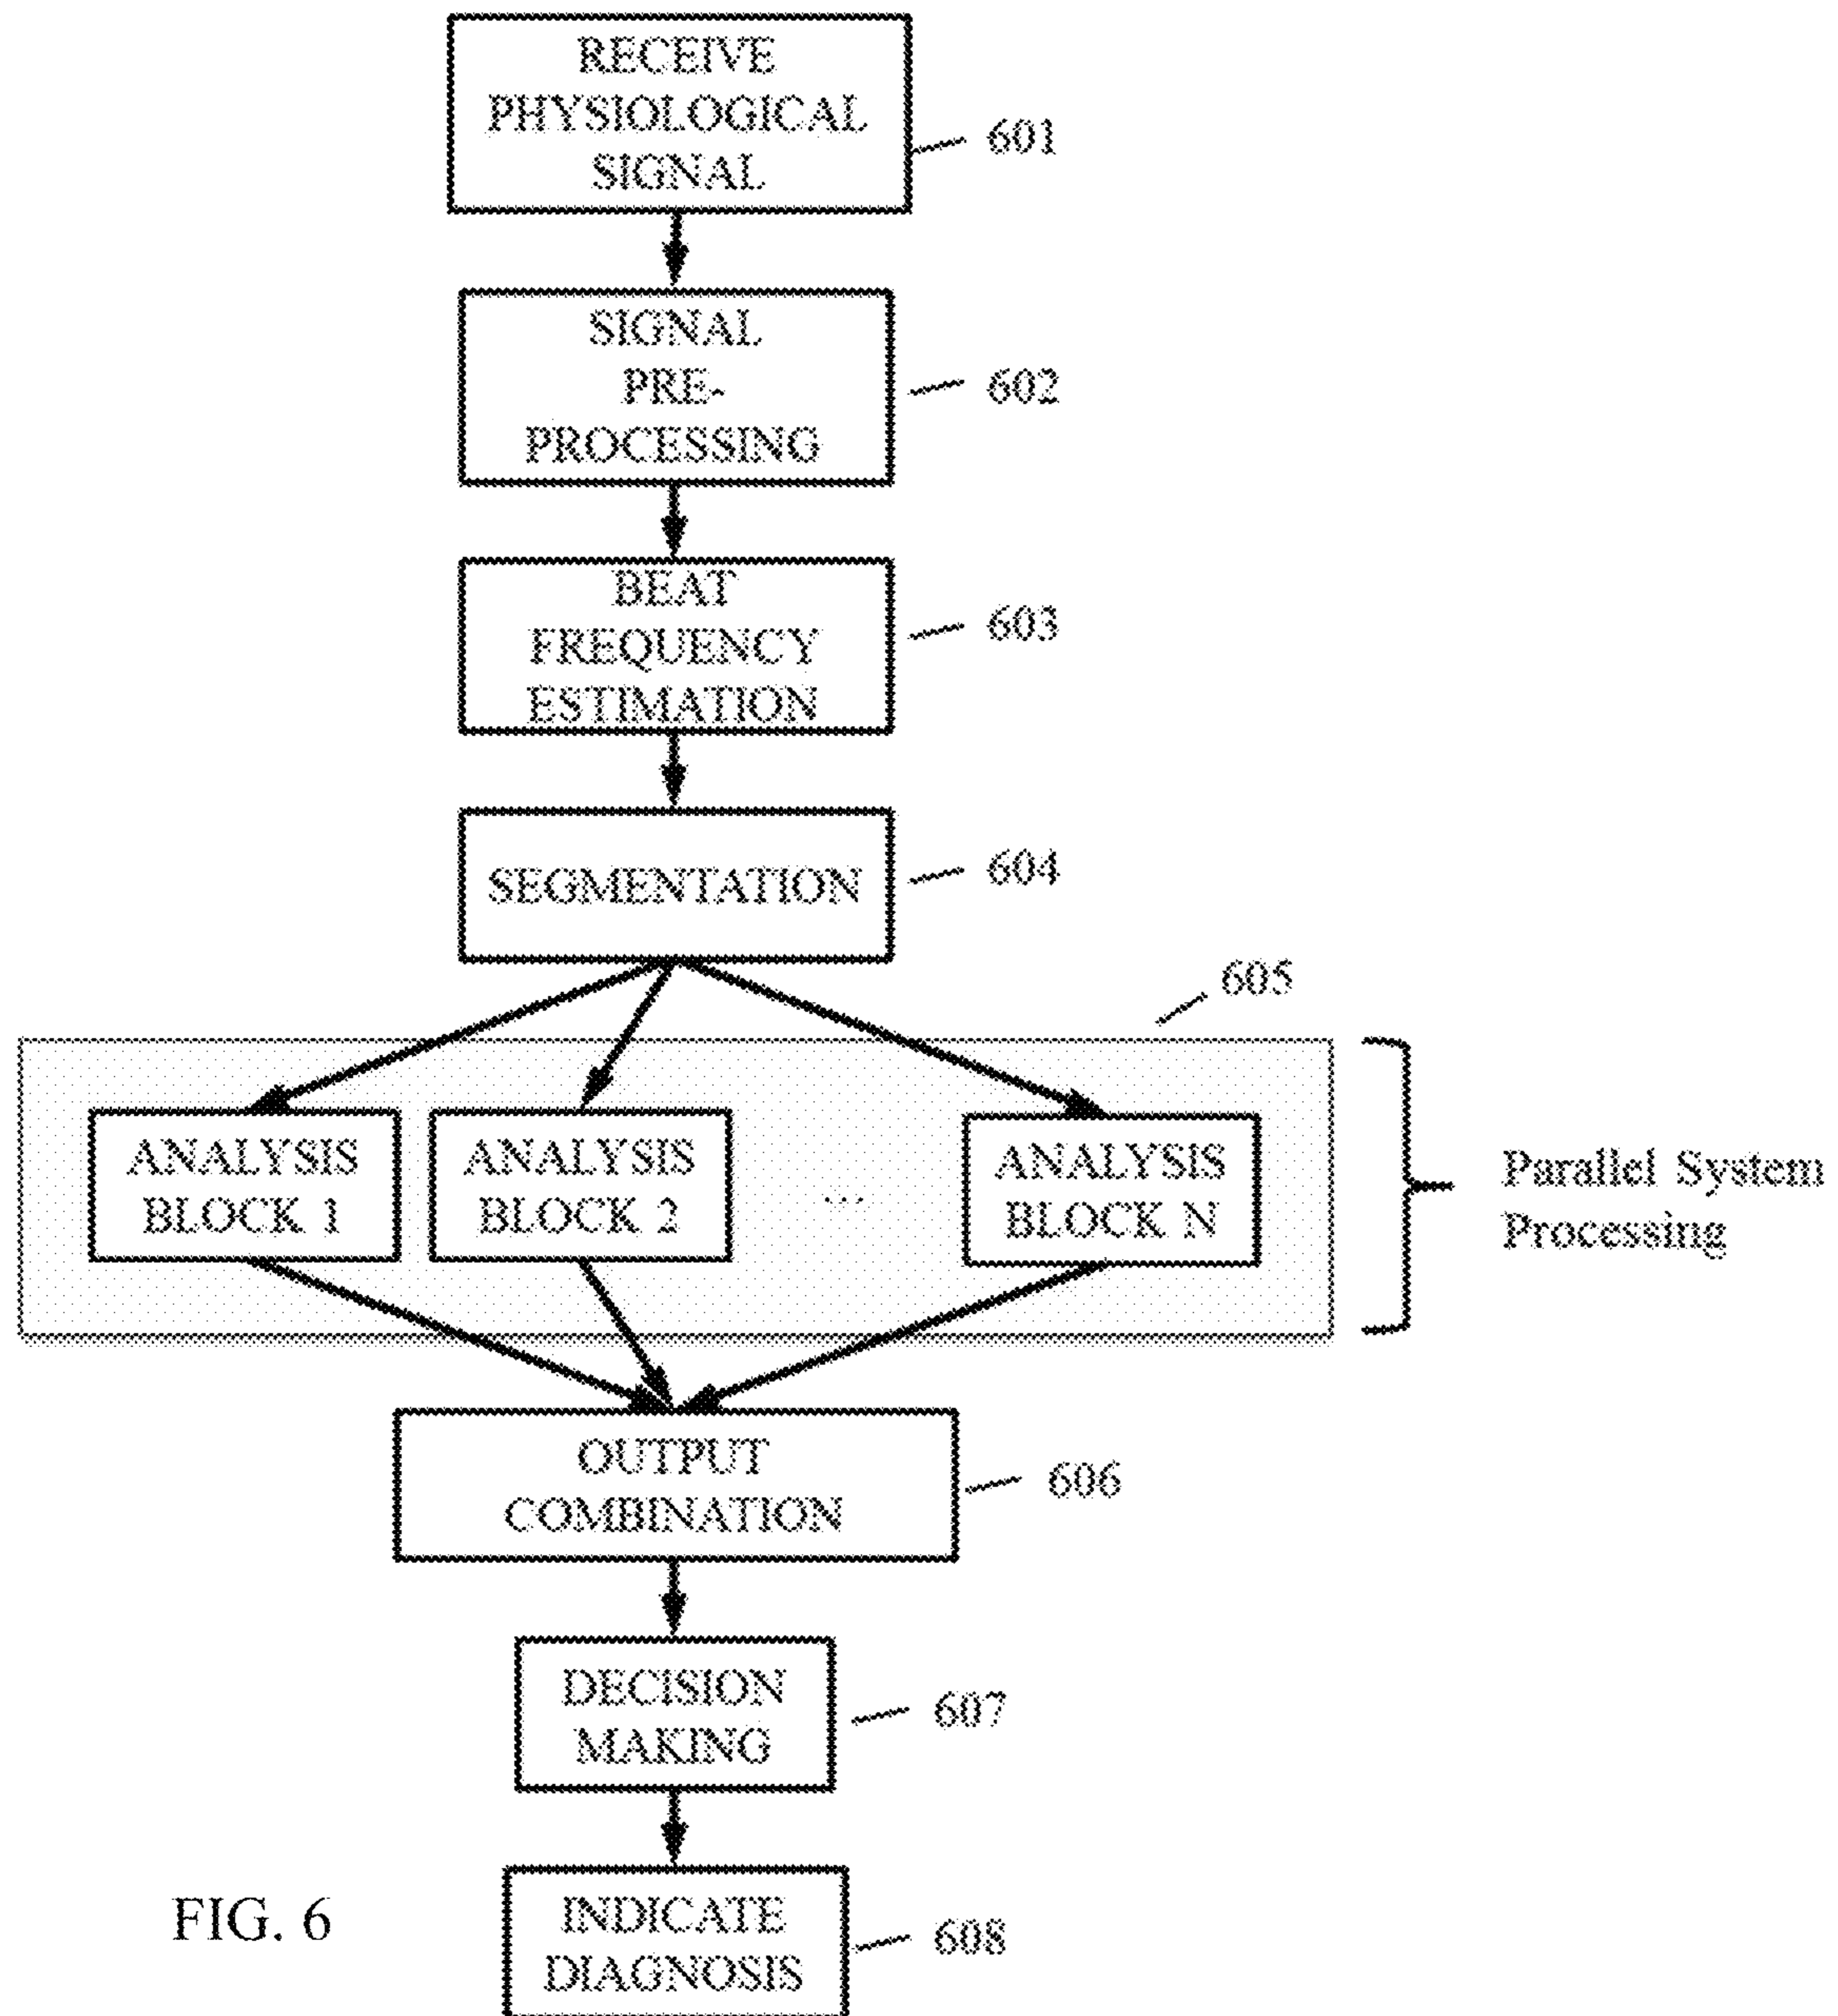 RECEIVE
PHYSIOLOGICAL
SIGNAL
601
SIGNAL
PRE-
PROCESSING
602
BEAT
FREQUENCY
ESTIMATION
603
SEGMENTATION
604
605
ANALYSIS
BLOCK 1
ANALYSIS
BLOCK 2
...
ANALYSIS
BLOCK N
Parallel System
Processing
OUTPUT
COMBINATION
606
DECISION
MAKING
607
INDICATE
DIAGNOSIS
608
FIG. 6